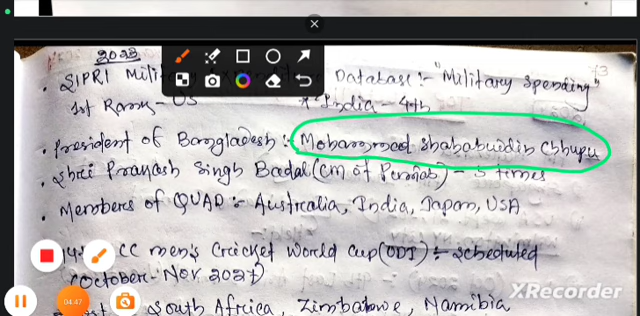 2023
SIPRI Milit Database:- "Military Spending"
1st Rank - US * India - 4th
• President of Bangladesh :- Mohammad Shahabuddin Chhupu
• Shri Prakash Singh Badal (CM of Punjab) - 5 times
• Members of QUAD :- Australia, India, Japan, USA
CC men's Cricket World Cup (ODI) :- scheduled
(October - Nov 2027)
South Africa, Zimbabwe, Namibia
04:47
XRecorder